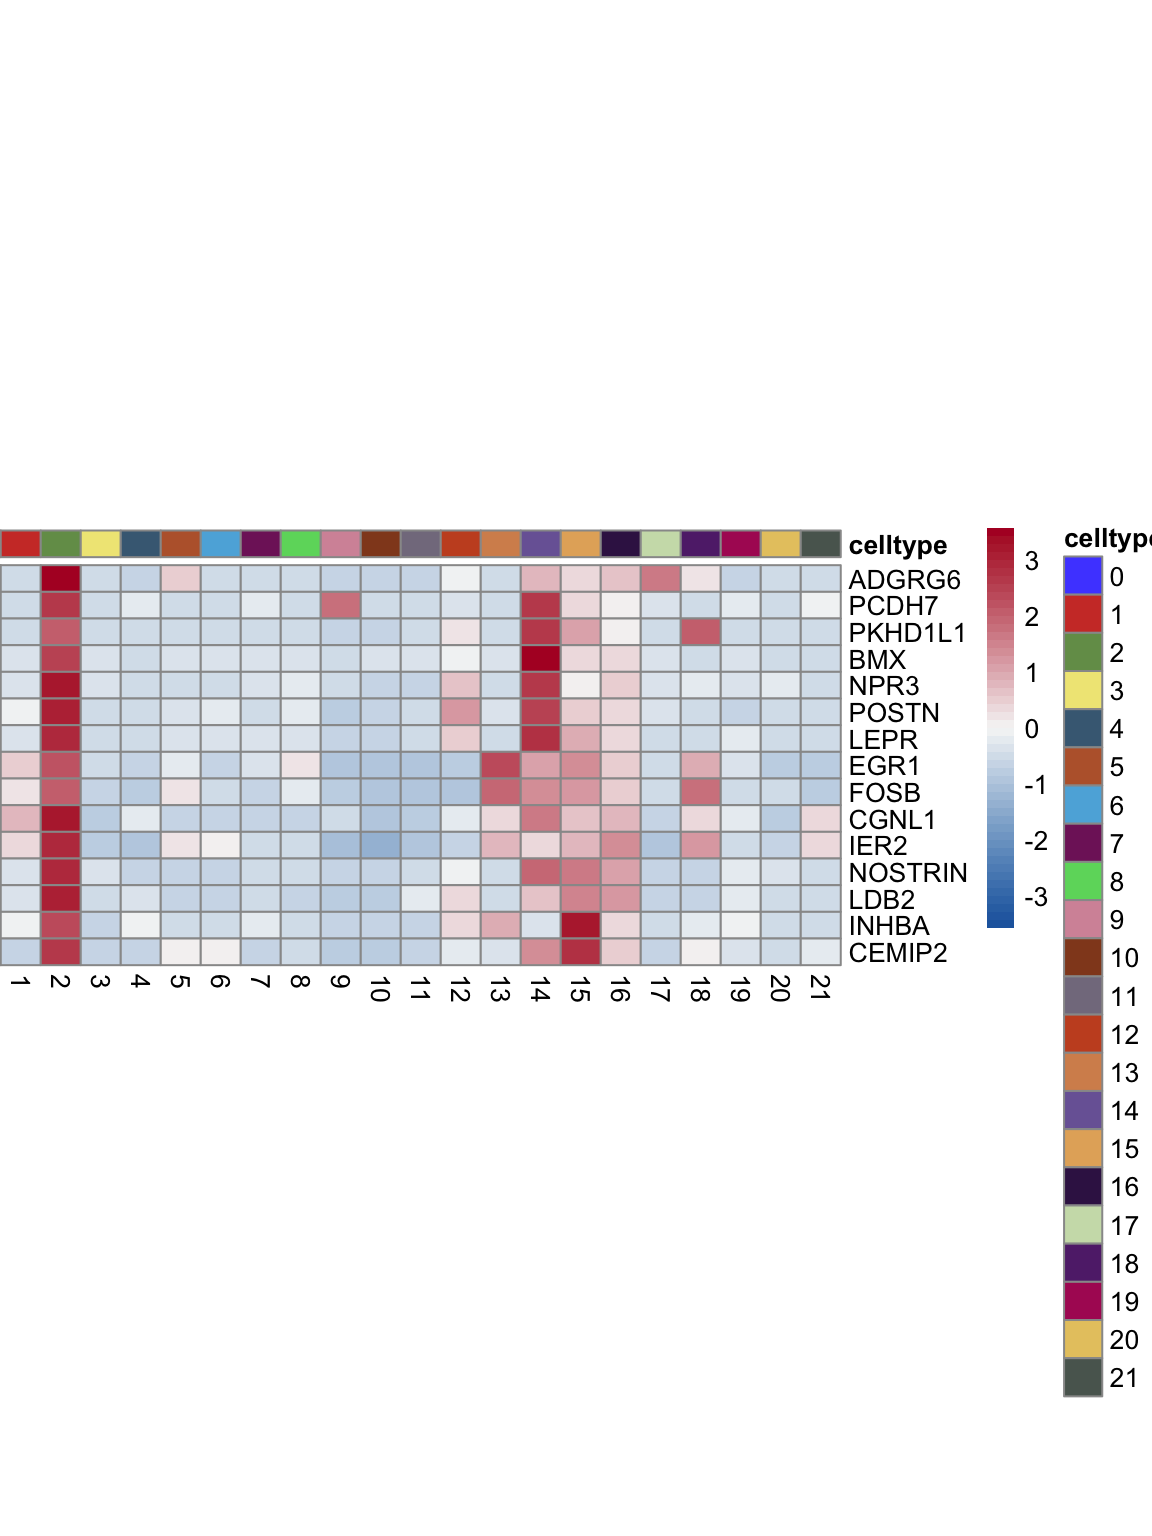 celltype
ADGRG6
PCDH7
PKHD1L1
BMX
NPR3
POSTN
LEPR
EGR1
FOSB
CGNL1
IER2
NOSTRIN
LDB2
INHBA
CEMIP2
1 2 3 4 5 6 7 8 9 10 11 12 13 14 15 16 17 18 19 20 21
3
2
1
0
-1
-2
-3
celltype
0
1
2
3
4
5
6
7
8
9
10
11
12
13
14
15
16
17
18
19
20
21